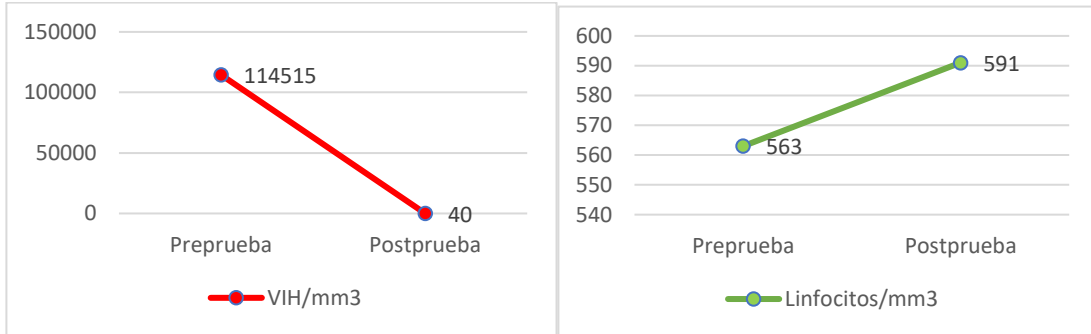 150000
100000
50000
0
114515
40
Preprueba
Postprueba
VIH/mm3
600
590
580
570
560
550
540
563
591
Preprueba
Postprueba
Linfocitos/mm3